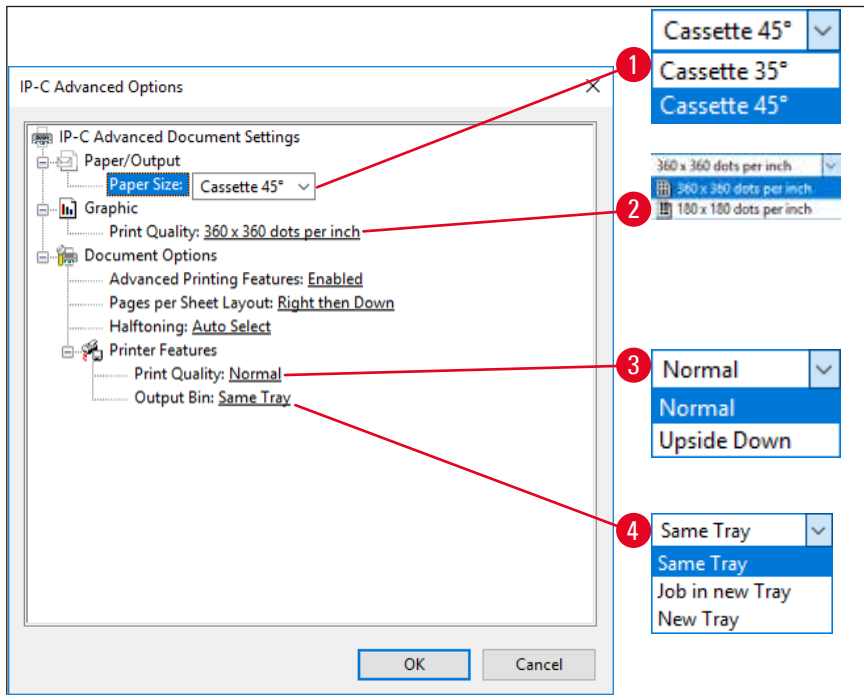 IP-C Advanced Options
IP-C Advanced Document Settings
Paper/Output
Paper Size: Cassette 45°
Graphic
Print Quality: 360 x 360 dots per inch
Document Options
Advanced Printing Features: Enabled
Pages per Sheet Layout: Right then Down
Halftoning: Auto Select
Printer Features
Print Quality: Normal
Output Bin: Same Tray
OK Cancel
1
Cassette 45°
Cassette 35°
Cassette 45°
2
360 x 360 dots per inch
360 x 360 dots per inch
180 x 180 dots per inch
3
Normal
Normal
Upside Down
4
Same Tray
Same Tray
Job in new Tray
New Tray